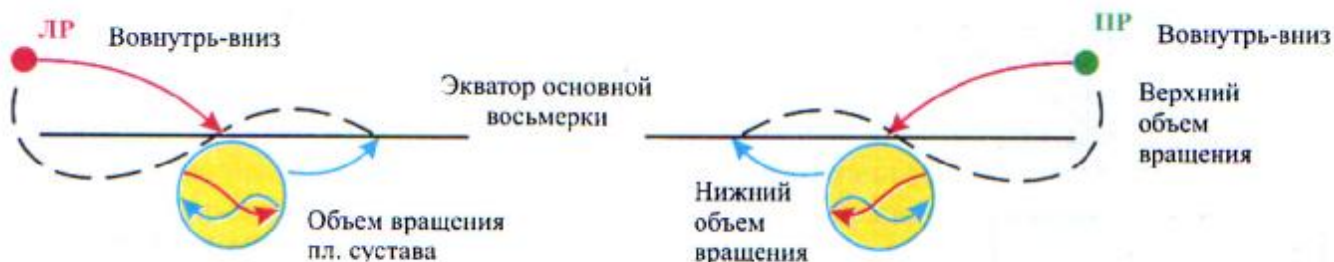 ЛР
Вовнутрь-вниз
Экватор основной
восьмерки
ПР
Вовнутрь-вниз
Верхний
объем
вращения
Объем вращения
пл. сустава
Нижний
объем
вращения